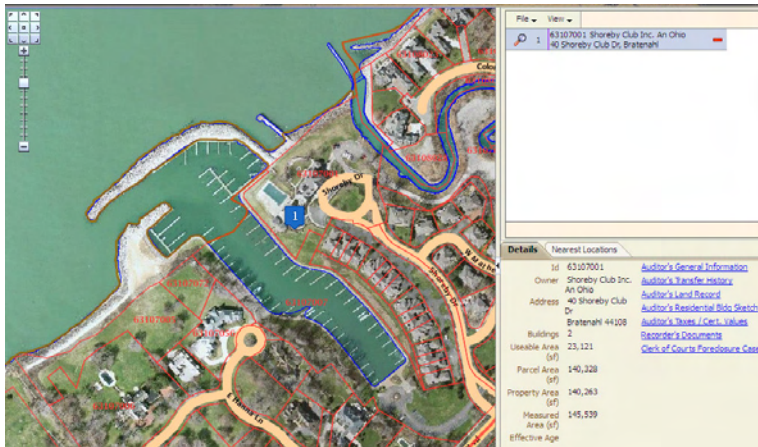 File View
1 63107001 Shoreby Club Inc. An Ohio
40 Shoreby Club Dr, Bratenahl
Shoreby Dr
1
Shoreby Dr
E Hanna Ln
Details Nearest Locations
Id 63107001
Owner Shoreby Club Inc.
An Ohio
Address 40 Shoreby Club
Dr
Bratenahl 44108
Buildings 2
Useable Area
(sf) 23,121
Parcel Area
(sf) 140,328
Property Area
(sf) 140,263
Measured
Area (sf) 145,539
Effective Age
Auditor's General Information
Auditor's Transfer History
Auditor's Land Record
Auditor's Residential Bldg Sketch
Auditor's Taxes / Cert. Values
Recorder's Documents
Clerk of Courts Foreclosure Case